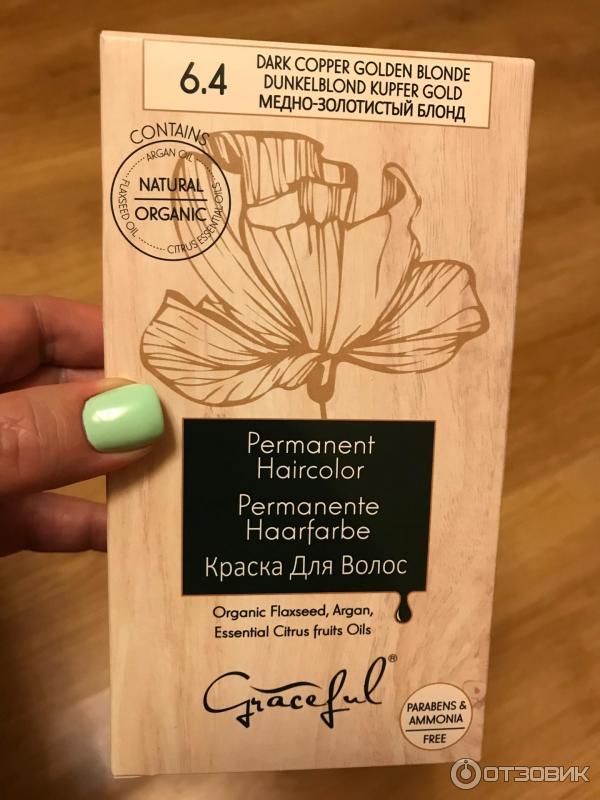 6.4
DARK COPPER GOLDEN BLONDE
DUNKELBLOND KUPFER GOLD
МЕДНО-ЗОЛОТИСТЫЙ БЛОНД
CONTAINS
ARGAN OIL
FLAXSEED OIL
NATURAL
ORGANIC
CITRUS ESSENTIAL OILS
Permanent
Haircolor
Permanente
Haarfarbe
Краска Для Волос
Organic Flaxseed, Argan,
Essential Citrus fruits Oils
Graceful®
PARABENS &
AMMONIA
FREE
ОТЗОВИК